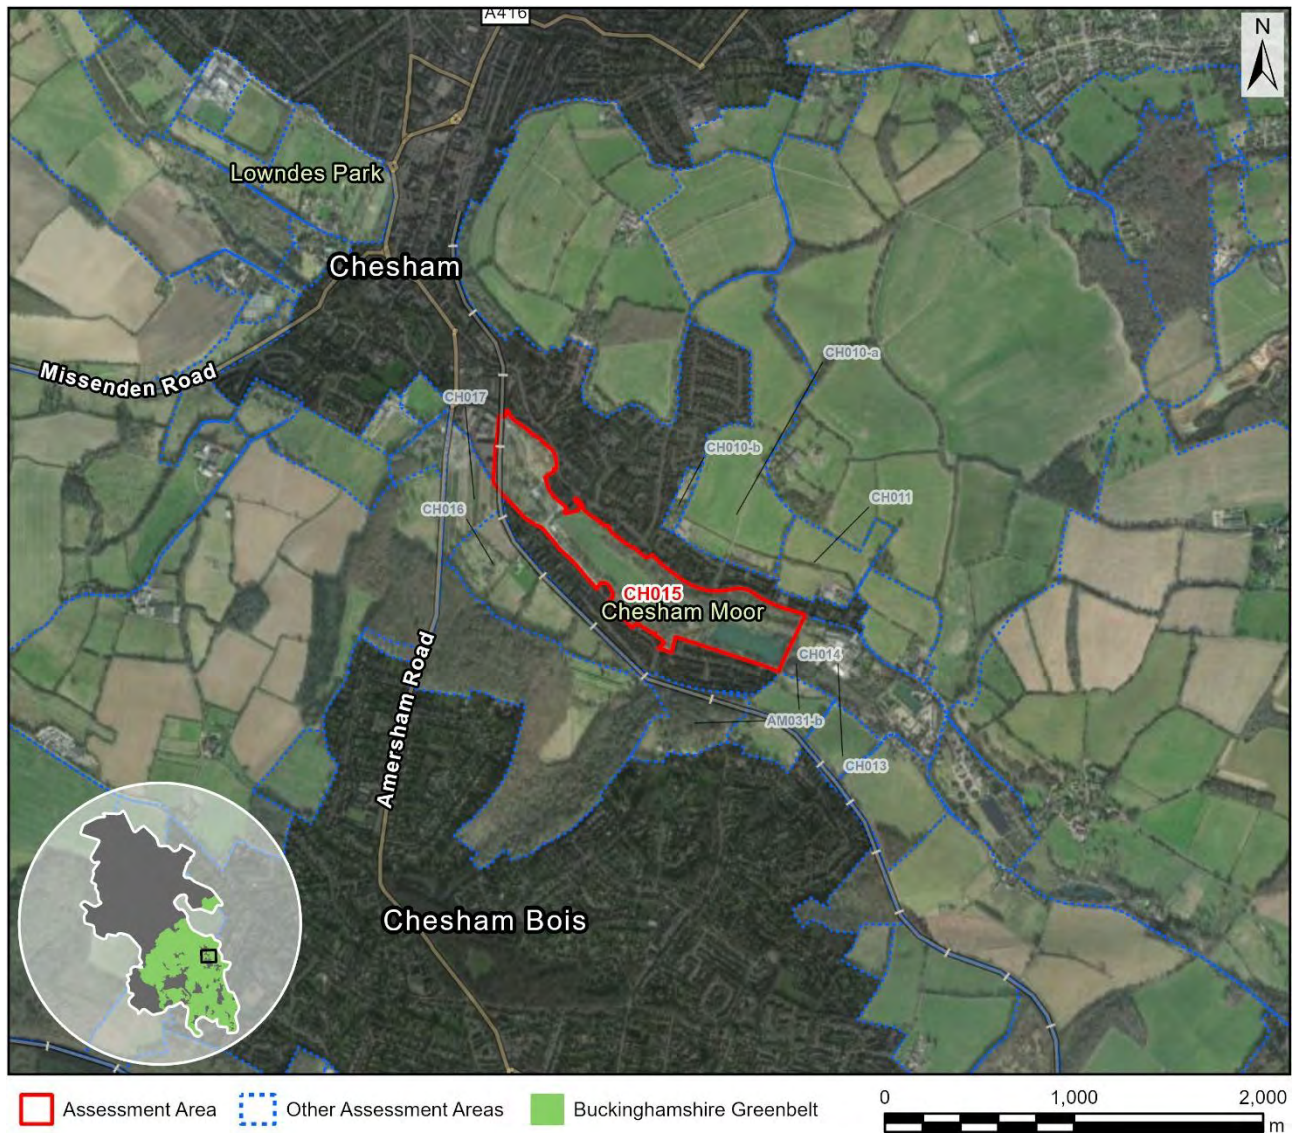 A416
N
Lowndes Park
Chesham
Missenden Road
CH010-a
CH017
CH010-b
CH011
CH016
CH015
Chesham Moor
CH014
Amersham Road
AM031-b
CH013
Chesham Bois
Assessment Area
Other Assessment Areas
Buckinghamshire Greenbelt
0 1,000 2,000
m